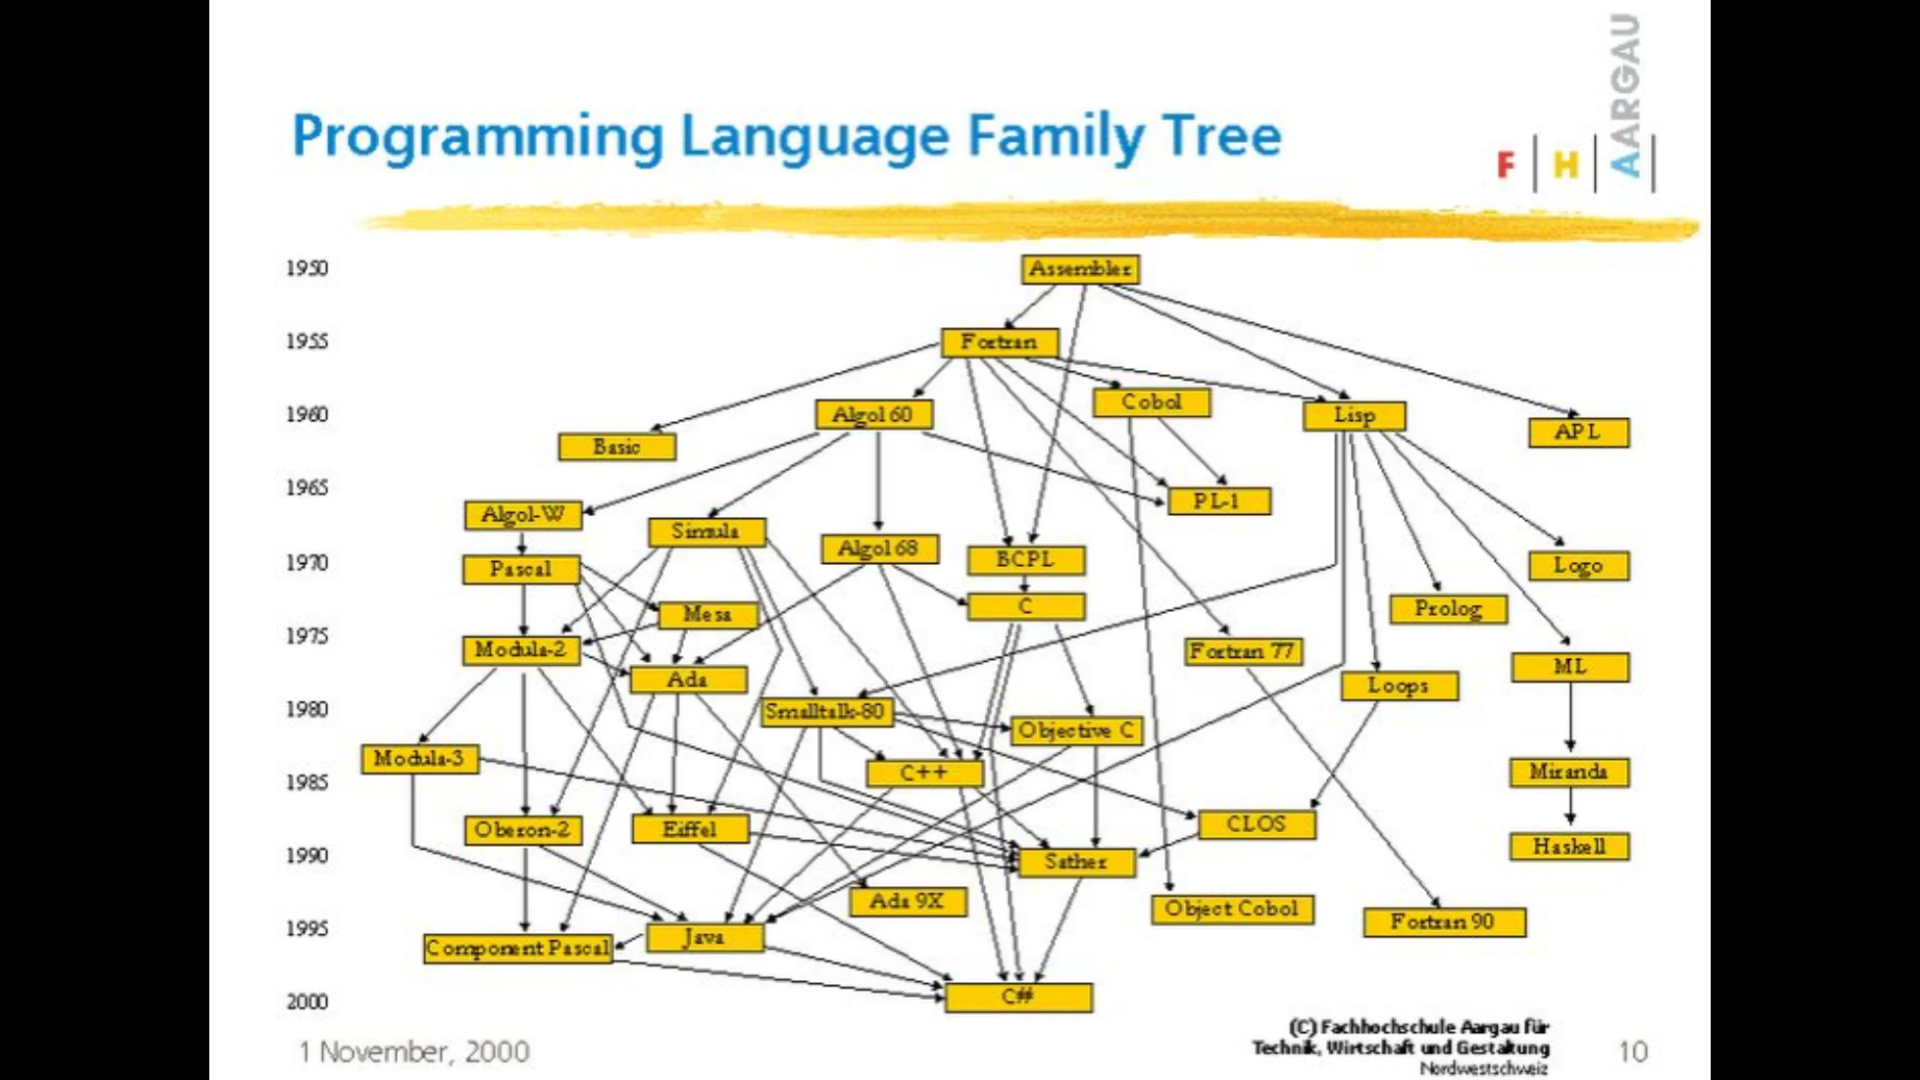 AARGAU
Programming Language Family Tree
F H
1950
Assembler
1955
Fortran
Cobol
1960
Algol 60
Lisp
APL
Basic
1965
PL-1
Algol-W
Simula
Algol 68
BCPL
1970
Pascal
Logo
C
Prolog
Mesa
1975
Modula-2
Fortran 77
ML
Ada
Loops
1980
Smalltalk-80
Objective C
Modula-3
C++
Miranda
1985
CLOS
Oberon-2
Eiffel
Haskell
1990
Sather
Ada 9X
Object Cobol
Fortran 90
1995
Java
Component Pascal
2000
C##
(C) Fachhochschule Aargau für
Technik, Wirtschaft und Gestaltung
Nordwestschweiz
1 November, 2000
10